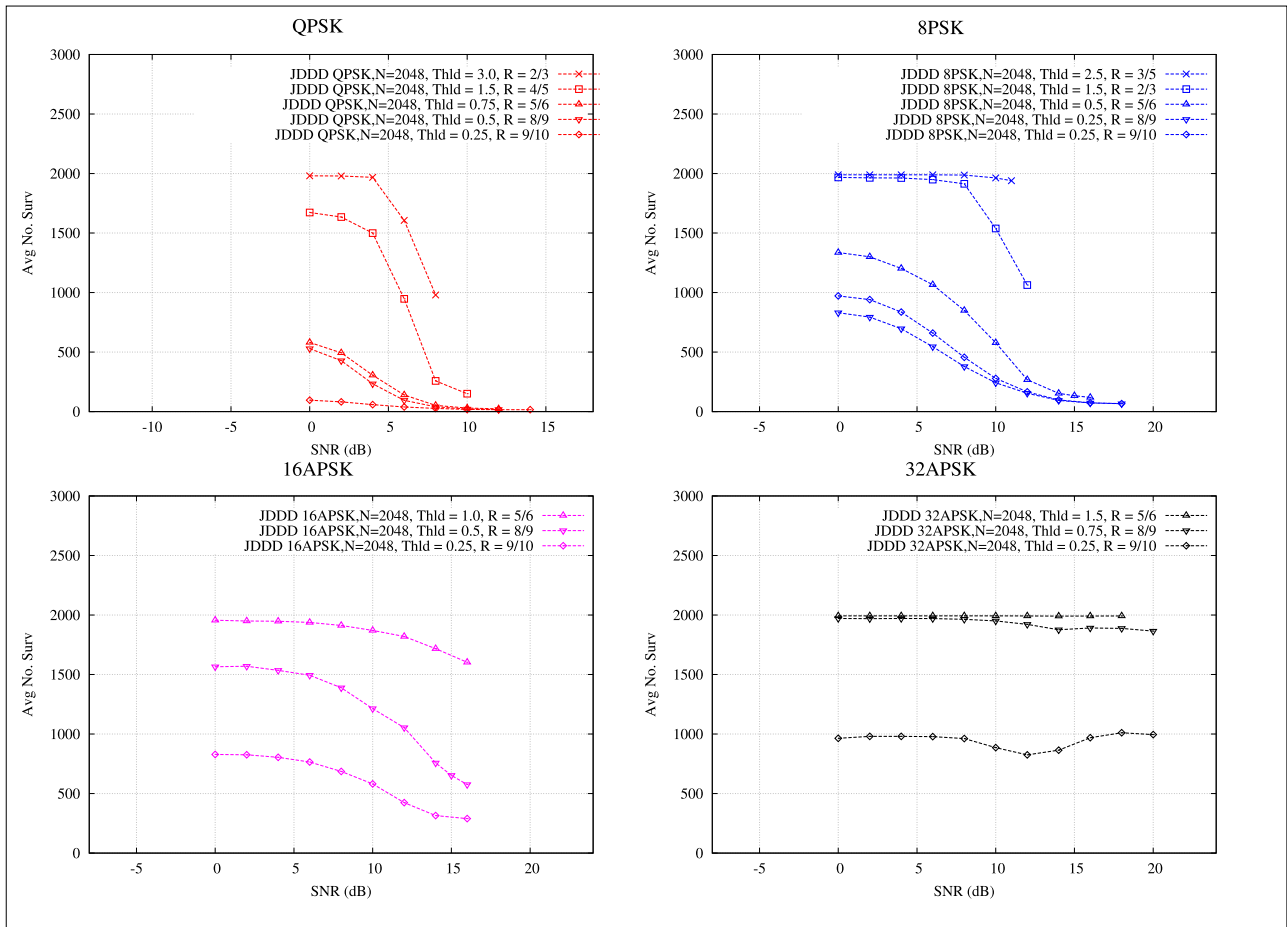 QPSK
3000
2500
2000
1500
1000
500
0
Avg No. Surv
JDDD QPSK,N=2048, Thld = 3.0, R = 2/3
JDDD QPSK,N=2048, Thld = 1.5, R = 4/5
JDDD QPSK,N=2048, Thld = 0.75, R = 5/6
JDDD QPSK,N=2048, Thld = 0.5, R = 8/9
JDDD QPSK,N=2048, Thld = 0.25, R = 9/10
-10 -5 0 5 10 15
SNR (dB)
8PSK
3000
2500
2000
1500
1000
500
0
Avg No. Surv
JDDD 8PSK,N=2048, Thld = 2.5, R = 3/5
JDDD 8PSK,N=2048, Thld = 1.5, R = 2/3
JDDD 8PSK,N=2048, Thld = 0.5, R = 5/6
JDDD 8PSK,N=2048, Thld = 0.25, R = 8/9
JDDD 8PSK,N=2048, Thld = 0.25, R = 9/10
-5 0 5 10 15 20
SNR (dB)
16APSK
3000
2500
2000
1500
1000
500
0
Avg No. Surv
JDDD 16APSK,N=2048, Thld = 1.0, R = 5/6
JDDD 16APSK,N=2048, Thld = 0.5, R = 8/9
JDDD 16APSK,N=2048, Thld = 0.25, R = 9/10
-5 0 5 10 15 20
SNR (dB)
32APSK
3000
2500
2000
1500
1000
500
0
Avg No. Surv
JDDD 32APSK,N=2048, Thld = 1.5, R = 5/6
JDDD 32APSK,N=2048, Thld = 0.75, R = 8/9
JDDD 32APSK,N=2048, Thld = 0.25, R = 9/10
-5 0 5 10 15 20
SNR (dB)